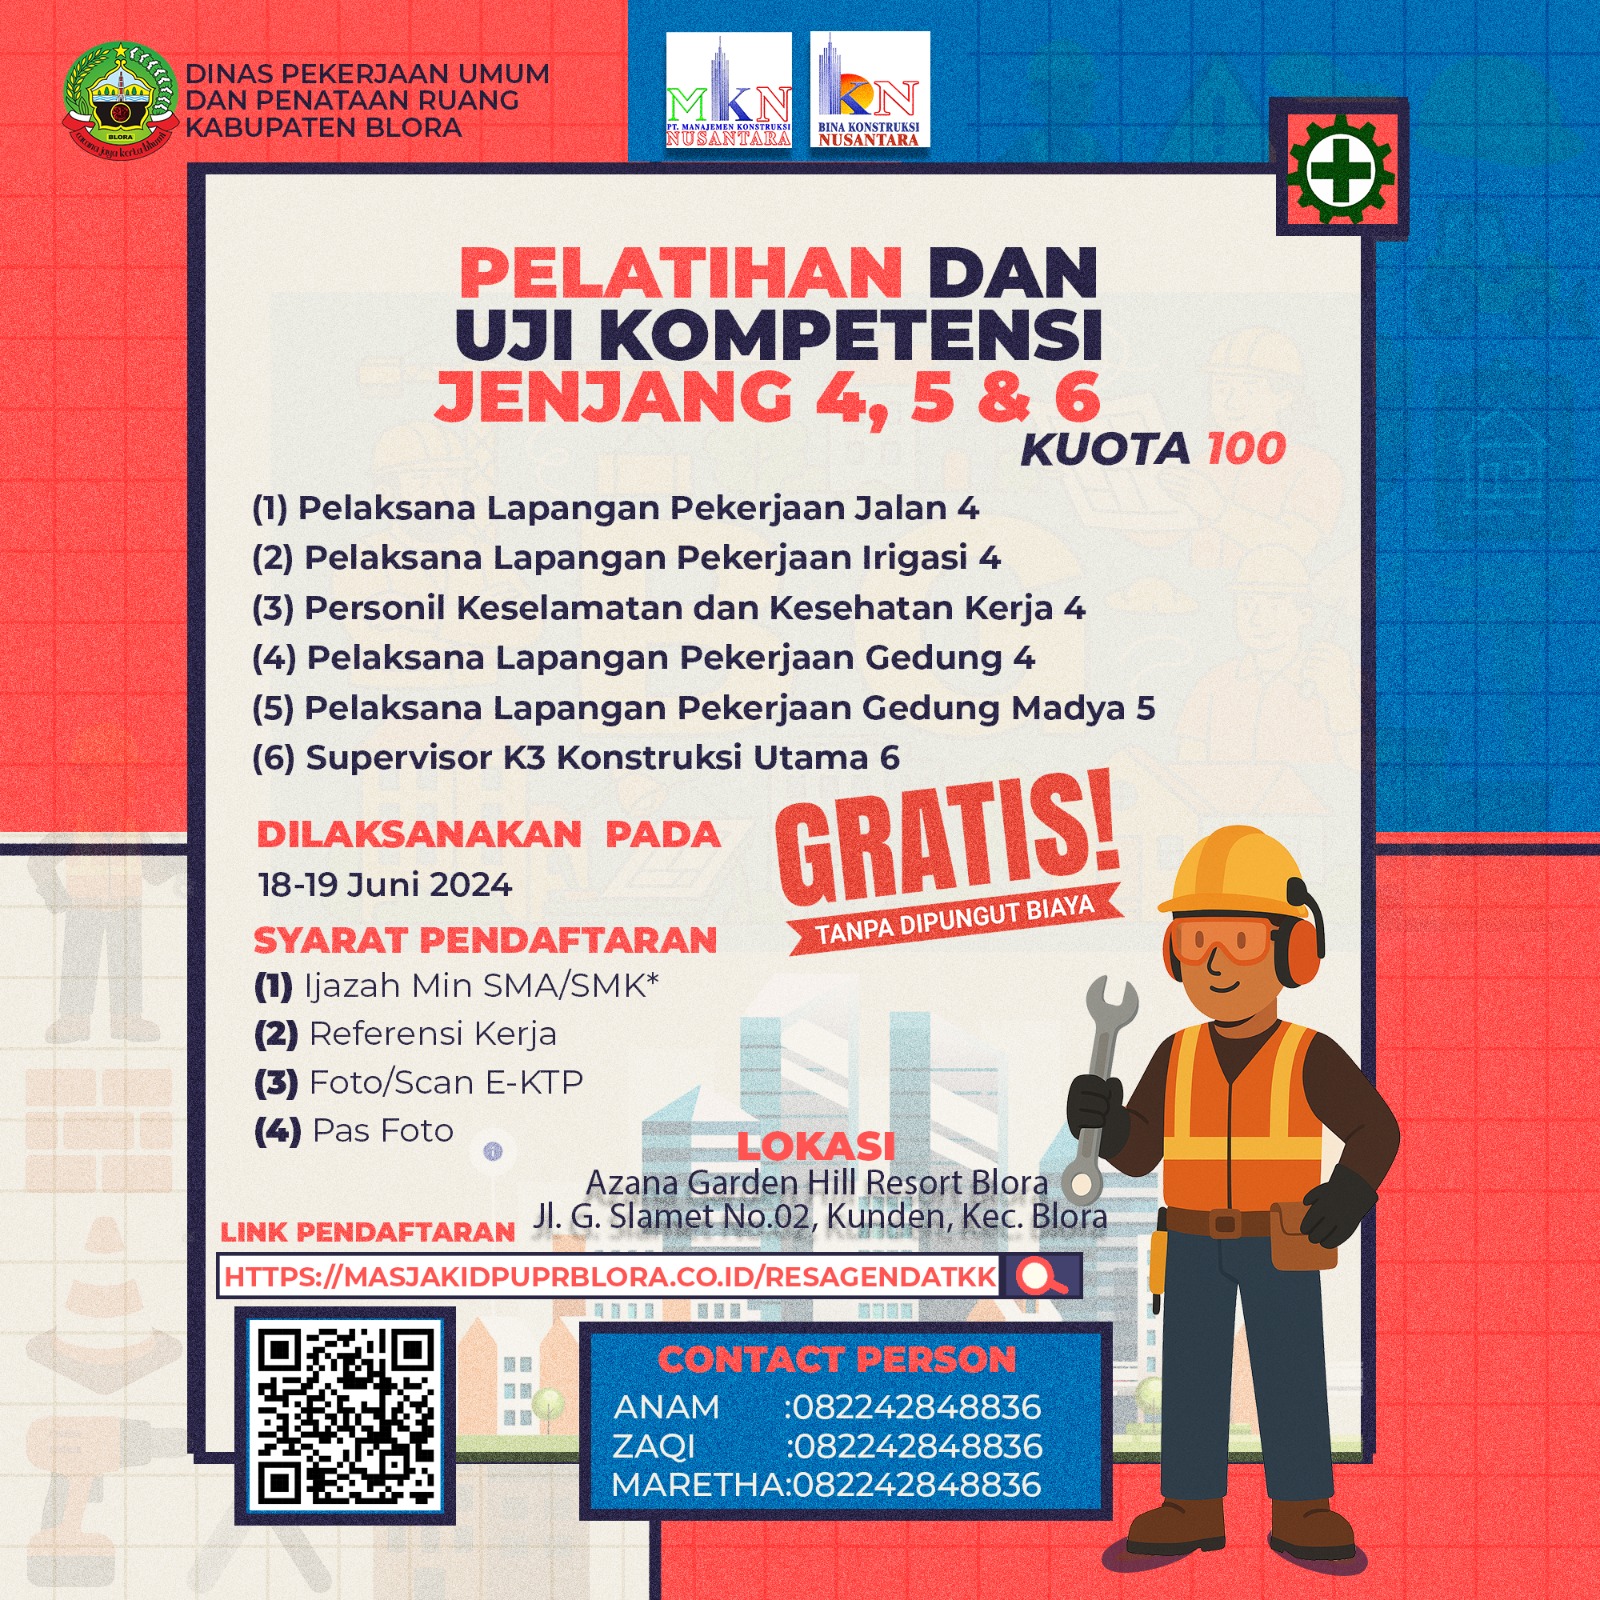 DINAS PEKERJAAN UMUM
DAN PENATAAN RUANG
KABUPATEN BLORA
BLORA
MKN
PT. MANAJEMEN KONSTRUKSI
NUSANTARA
BKN
BINA KONSTRUKSI
NUSANTARA
PELATIHAN DAN
UJI KOMPETENSI
JENJANG 4, 5 & 6
KUOTA 100
(1) Pelaksana Lapangan Pekerjaan Jalan 4
(2) Pelaksana Lapangan Pekerjaan Irigasi 4
(3) Personil Keselamatan dan Kesehatan Kerja 4
(4) Pelaksana Lapangan Pekerjaan Gedung 4
(5) Pelaksana Lapangan Pekerjaan Gedung Madya 5
(6) Supervisor K3 Konstruksi Utama 6
DILAKSANAKAN PADA
18-19 Juni 2024
GRATIS!
TANPA DIPUNGUT BIAYA
SYARAT PENDAFTARAN
(1) Ijazah Min SMA/SMK*
(2) Referensi Kerja
(3) Foto/Scan E-KTP
(4) Pas Foto
LOKASI
Azana Garden Hill Resort Blora
Jl. G. Slamet No.02, Kunden, Kec. Blora
LINK PENDAFTARAN
HTTPS://MASJAKIDPUPRBLORA.CO.ID/RESAGENDATKK
CONTACT PERSON
ANAM :082242848836
ZAQI :082242848836
MARETHA:082242848836